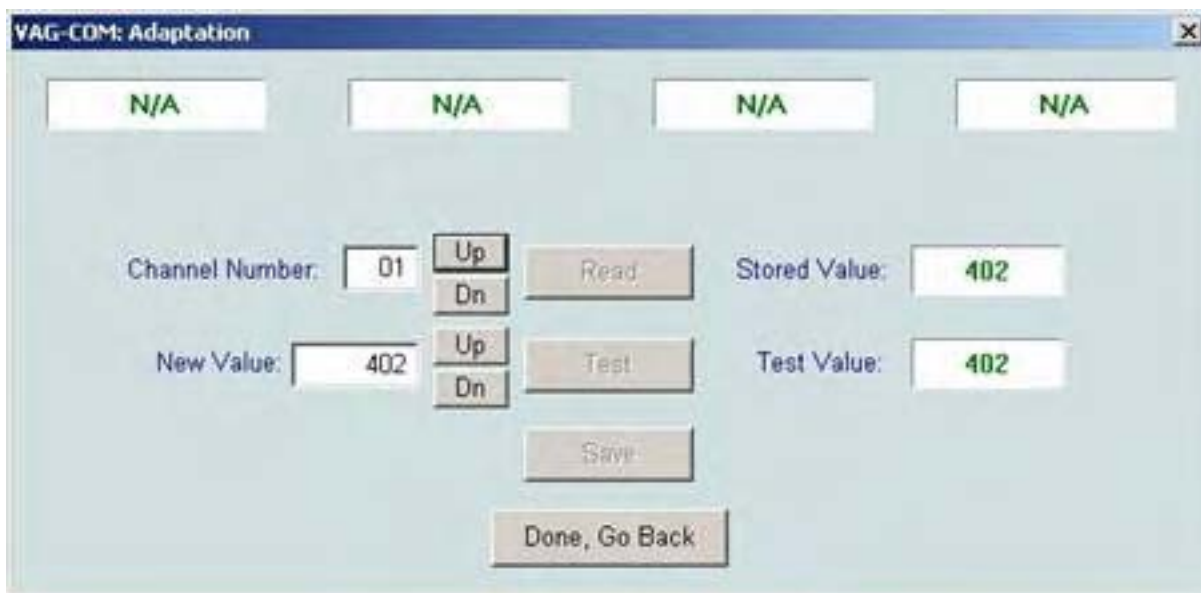 VAG-COM: Adaptation
N/A N/A N/A N/A
Channel Number: 01 Up Dn Read Stored Value: 402
New Value: 402 Up Dn Test Test Value: 402
Save
Done, Go Back